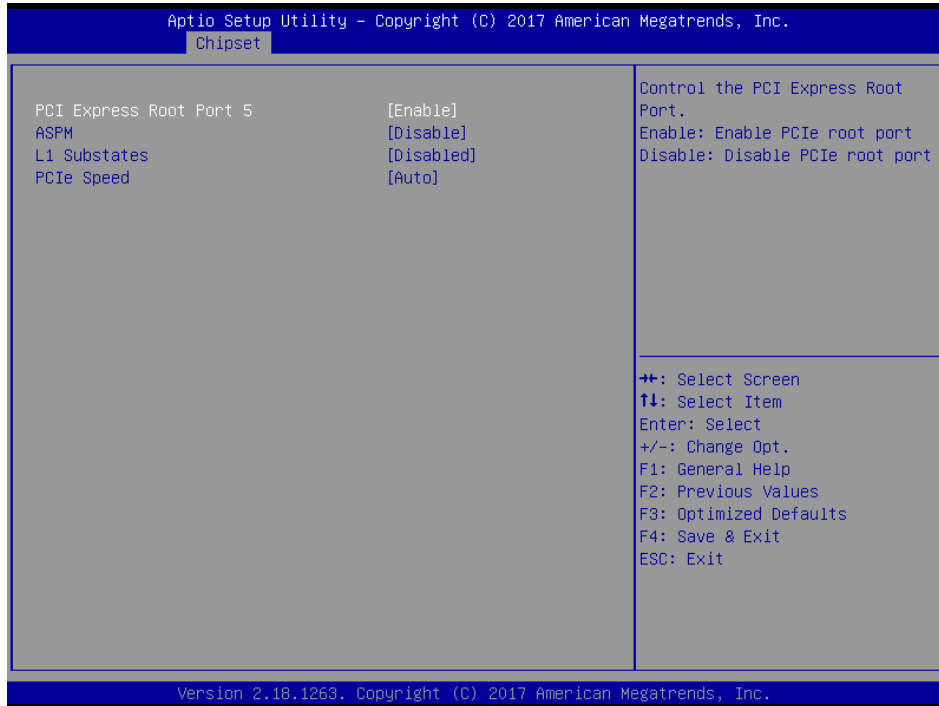 Aptio Setup Utility – Copyright (C) 2017 American Megatrends, Inc.
Chipset
PCI Express Root Port 5 [Enable]
ASPM [Disable]
L1 Substates [Disabled]
PCIe Speed [Auto]
Control the PCI Express Root
Port.
Enable: Enable PCIe root port
Disable: Disable PCIe root port
→←: Select Screen
↑↓: Select Item
Enter: Select
+/-: Change Opt.
F1: General Help
F2: Previous Values
F3: Optimized Defaults
F4: Save & Exit
ESC: Exit
Version 2.18.1263. Copyright (C) 2017 American Megatrends, Inc.